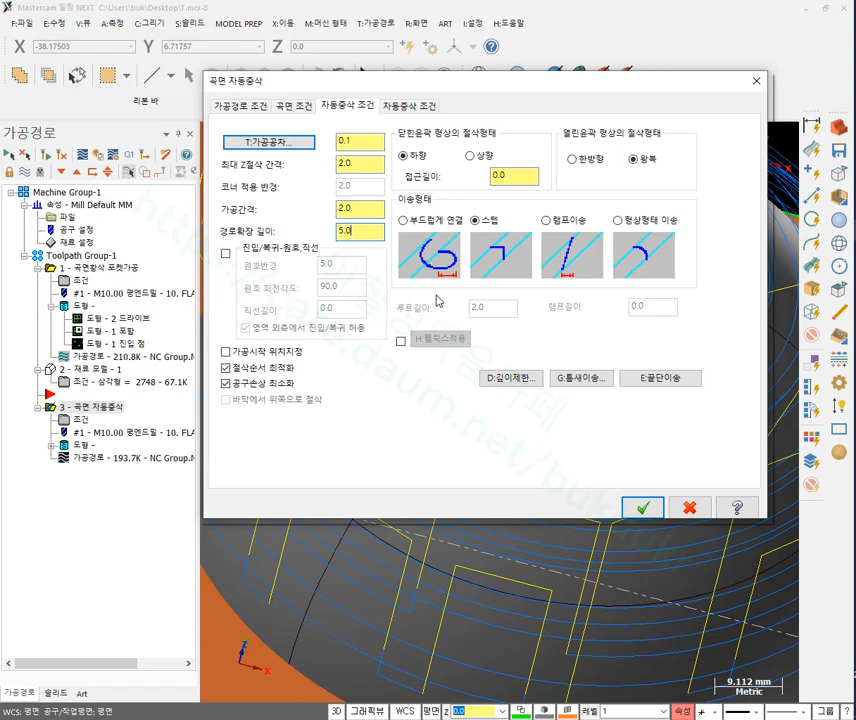 Mastercam 밀링 NEXT C:\Users\buk\Desktop\T.mcx-8
F:파일 E:수정 V:뷰 A:측정 C:그리기 S:솔리드 MODEL PREP X:이동 M:머신 형태 T:가공경로 R:화면 ART I:설정 H:도움말
X -38.17503 Y 6.71757 Z 0.0
리본 바
가공경로
G1
Machine Group-1
속성 - Mill Default MM
파일
공구 설정
재료 설정
Toolpath Group-1
1 - 곡면황삭 포켓가공
조건
#1 - M10.00 평엔드밀 - 10. FLA
도형 -
도형 - 2 드라이브
도형 - 1 포함
도형 - 1 진입 점
가공경로 - 210.8K - NC Group.N
2 - 재료 모델 - 1
조건 - 삼각형 = 2748 - 67.1K
3 - 곡면 자동중삭
조건
#1 - M10.00 평엔드밀 - 10. FLA
도형 -
가공경로 - 193.7K - NC Group.N
가공경로 솔리드 Art
곡면 자동중삭
가공경로 조건 곡면 조건 자동중삭 조건 자동중삭 조건
T:가공공차... 0.1
최대 Z절삭 간격: 2.0
코너 적용 반경: 2.0
가공간격: 2.0
경로확장 길이: 5.0
진입/복귀-원호,직선
원호반경: 5.0
원호 회전각도: 90.0
직선길이: 0.0
영역 외측에서 진입/복귀 허용
가공시작 위치지정
절삭순서 최적화
공구손상 최소화
바닥에서 위쪽으로 절삭
닫힌윤곽 형상의 절삭형태
하향 상향
접근길이: 0.0
열린윤곽 형상의 절삭형태
한방향 왕복
이송형태
부드럽게 연결 스텝 램프이송 형상형태 이송
루프길이: 2.0 램프길이: 0.0
H:헬릭스적용
D:깊이제한... G:틈새이송... E:끝단이송
Z
X
9.112 mm
Metric
WCS: 평면 공구/작업평면: 평면
3D 그래픽뷰 WCS 평면 Z 0.0 레벨 1 속성 그룹 ?